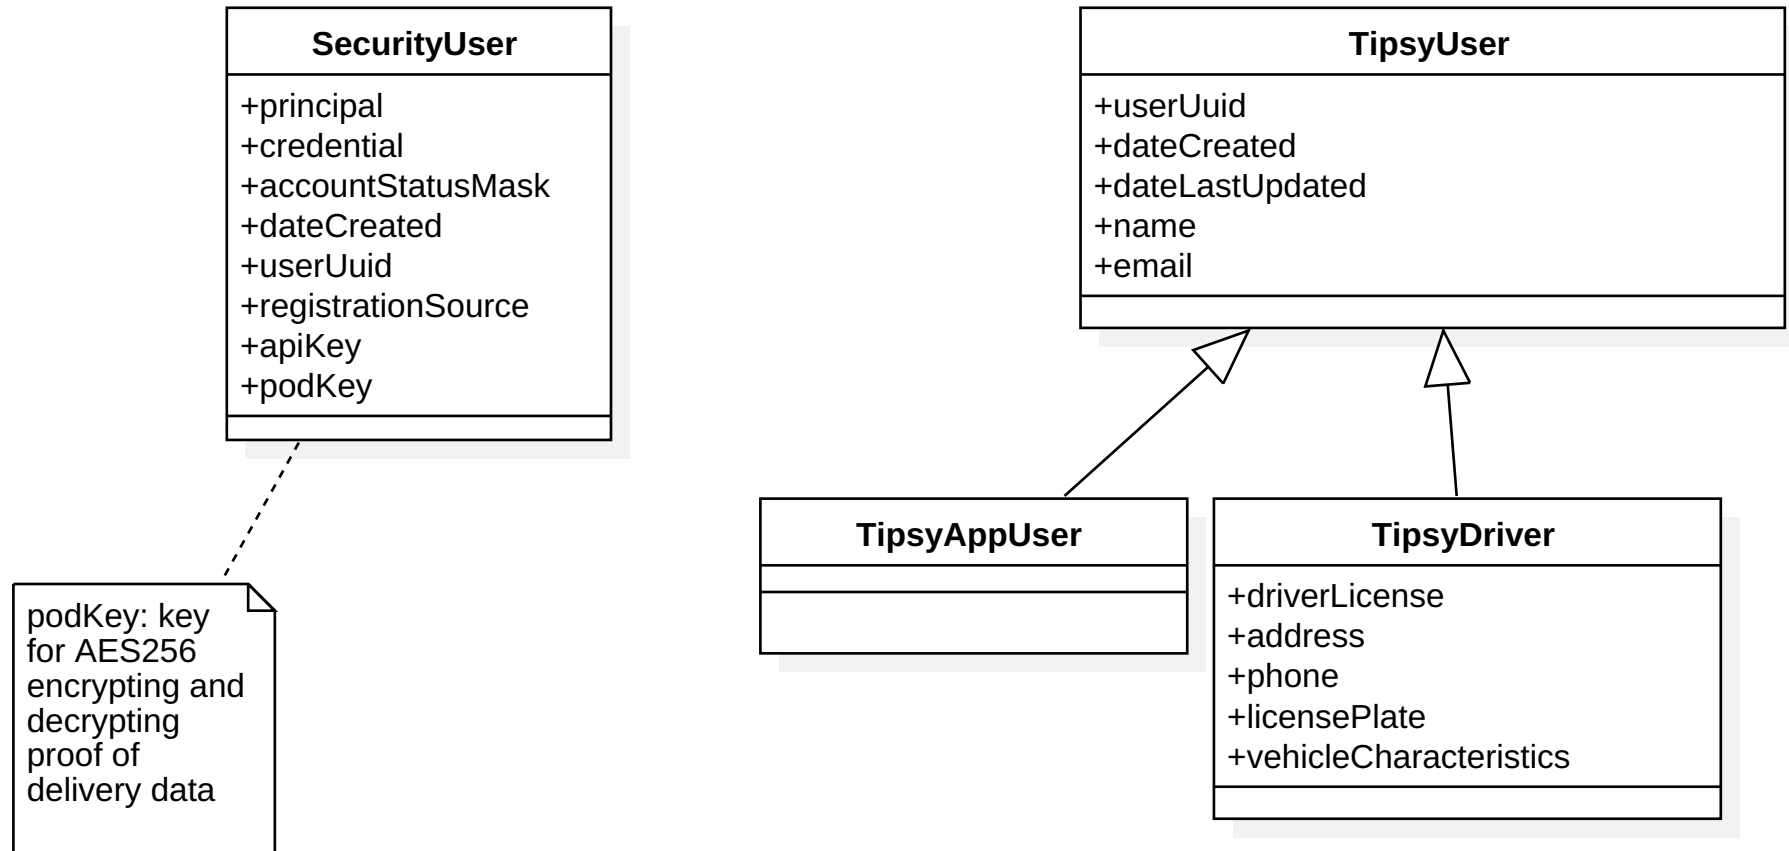 SecurityUser
+principal
+credential
+accountStatusMask
+dateCreated
+userUuid
+registrationSource
+apiKey
+podKey
podKey: key
for AES256
encrypting and
decrypting
proof of
delivery data
TipsyUser
+userUuid
+dateCreated
+dateLastUpdated
+name
+email
TipsyAppUser
TipsyDriver
+driverLicense
+address
+phone
+licensePlate
+vehicleCharacteristics